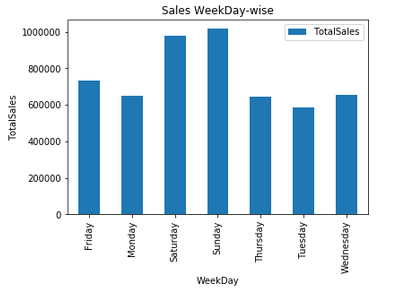 Sales WeekDay-wise
TotalSales
1000000
800000
600000
400000
200000
0
TotalSales
Friday
Monday
Saturday
Sunday
Thursday
Tuesday
Wednesday
WeekDay